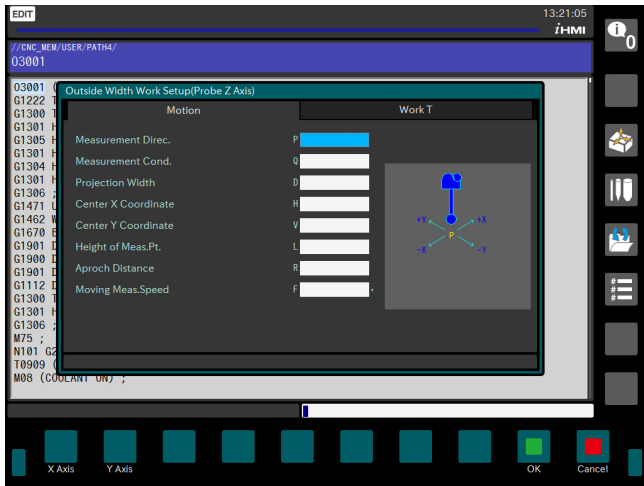 EDIT
13:21:05
iHMI
//CNC_MEM/USER/PATH4/
O3001
i
0
O3001 (
G1222 T
G1300 T
G1301 H
G1305 H
G1301 H
G1304 H
G1301 H
G1306 ;
G1471 U
G1462 W
G1670 E
G1901 D
G1900 D
G1901 D
G1112 I
G1300 T
G1301 H
G1306 ;
M75 ;
N101 G2
T0909 (
M08 (COOLANT ON) ;
Outside Width Work Setup(Probe Z Axis)
Motion
Work T
Measurement Direc. P
Measurement Cond. Q
Projection Width D
Center X Coordinate H
Center Y Coordinate V
Height of Meas.Pt. L
Aproch Distance R
Moving Meas.Speed F .
+Y +X
P
-X -Y
X Axis
Y Axis
OK
Cancel